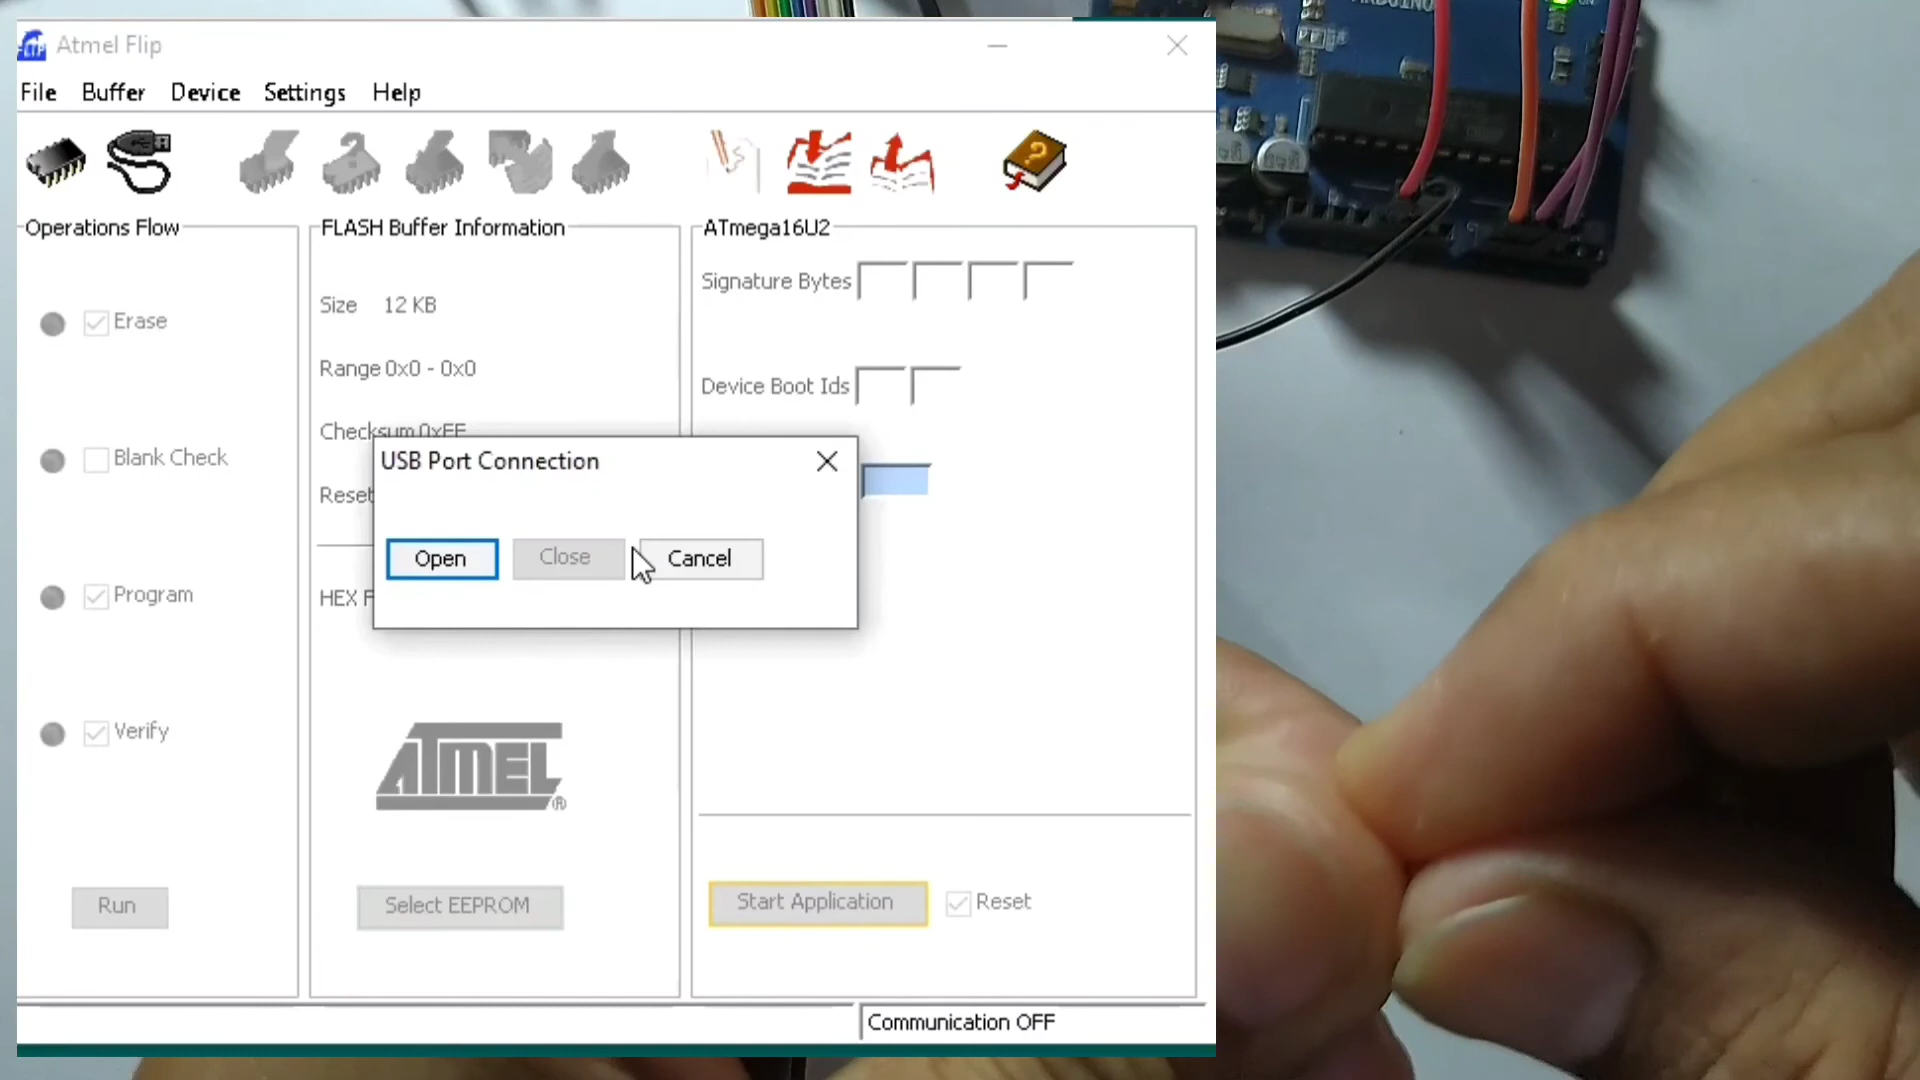 Atmel Flip
File Buffer Device Settings Help
Operations Flow
Erase
Blank Check
Program
Verify
Run
FLASH Buffer Information
Size 12 KB
Range 0x0 - 0x0
Checksum 0xFF
Reset
HEX F
ATMEL®
Select EEPROM
ATmega16U2
Signature Bytes
Device Boot Ids
Start Application
Reset
USB Port Connection
Open
Close
Cancel
Communication OFF
ARDUINO
ON